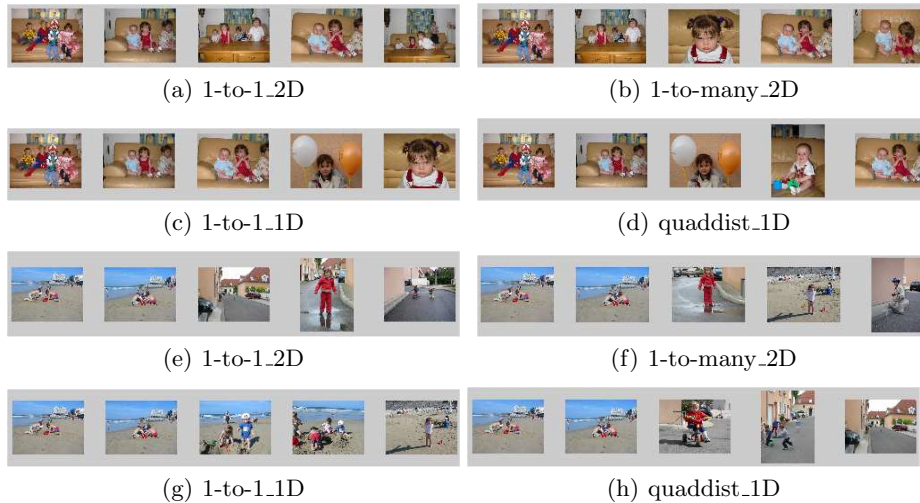 (a) 1-to-1_2D
(b) 1-to-many_2D
(c) 1-to-1_1D
(d) quaddist_1D
(e) 1-to-1_2D
(f) 1-to-many_2D
(g) 1-to-1_1D
(h) quaddist_1D